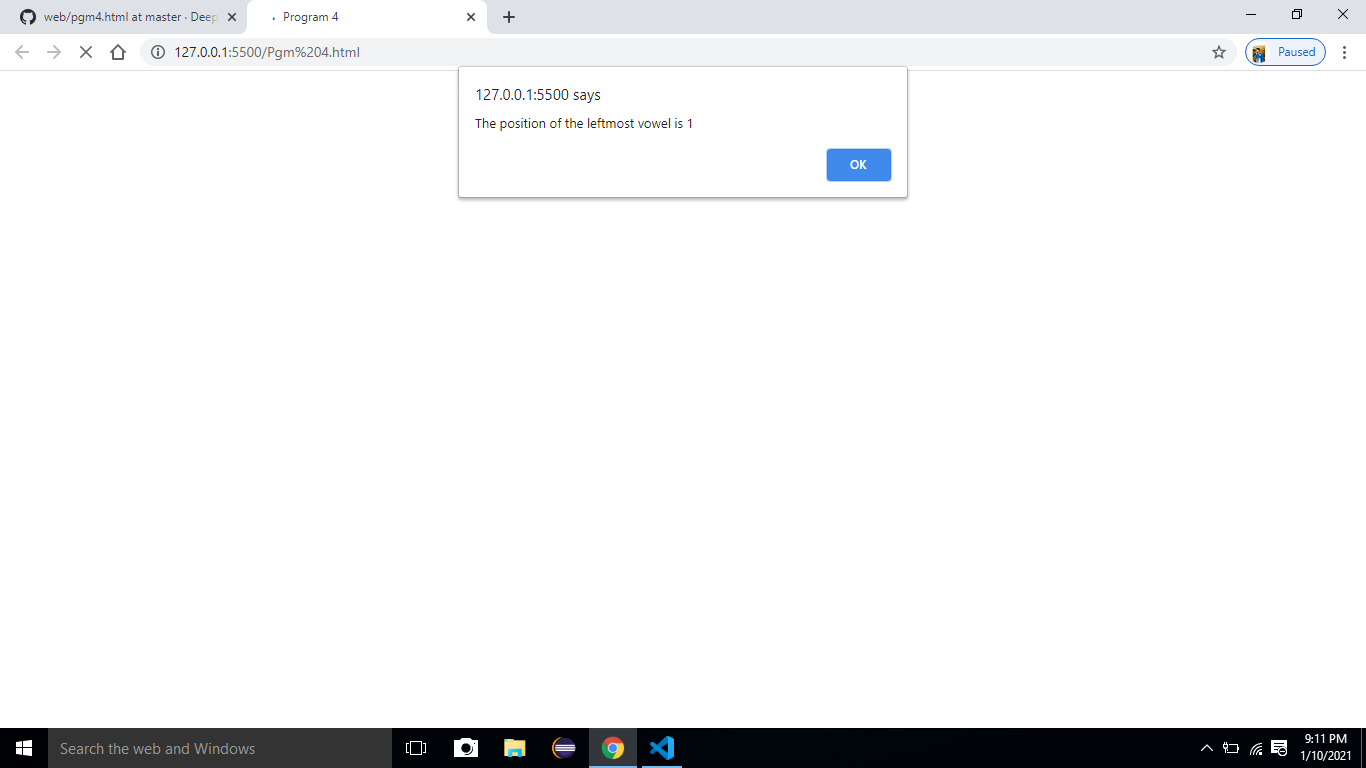 web/pgm4.html at master · Deep
Program 4
127.0.0.1:5500/Pgm%204.html
Paused
127.0.0.1:5500 says
The position of the leftmost vowel is 1
OK
Search the web and Windows
9:11 PM
1/10/2021